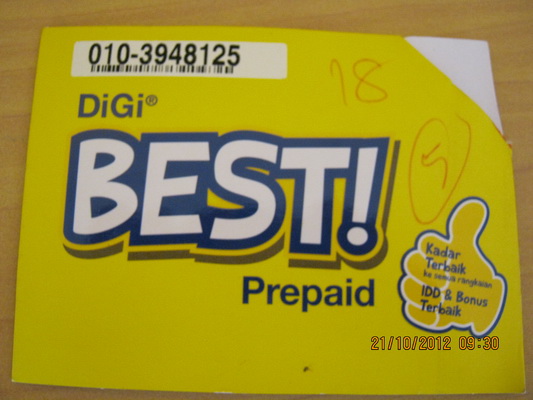 010-3948125
18
DiGi®
BEST!
Prepaid
Kadar
Terbaik
ke semua rangkaian
IDD & Bonus
Terbaik
21/10/2012 09:30